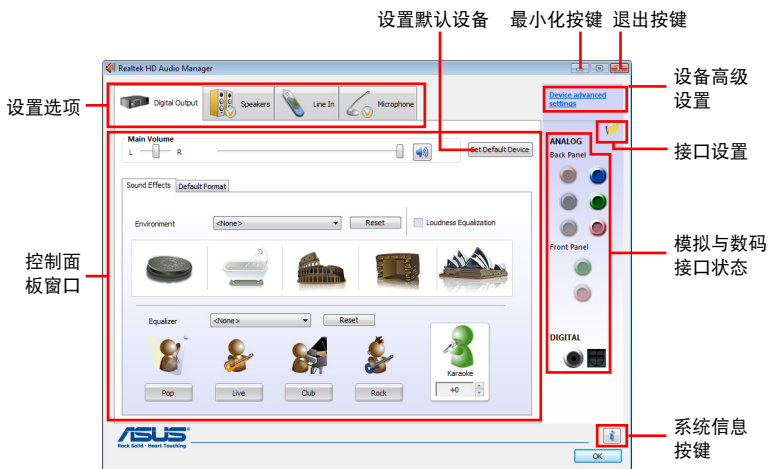 设置默认设备
最小化按键
退出按键
Realtek HD Audio Manager
设备高级
设置
设置选项
Digital Output
Speakers
Line In
Microphone
Device advanced
settings
接口设置
Main Volume
L
R
Set Default Device
ANALOG
Back Panel
Sound Effects
Default Format
Environment
<None>
Reset
Loudness Equalization
Front Panel
模拟与数码
接口状态
控制面
板窗口
Equalizer
<None>
Reset
DIGITAL
Karaoke
Pop
Live
Club
Rock
+0
ASUS
Rock Solid · Heart Touching
系统信息
按键
OK